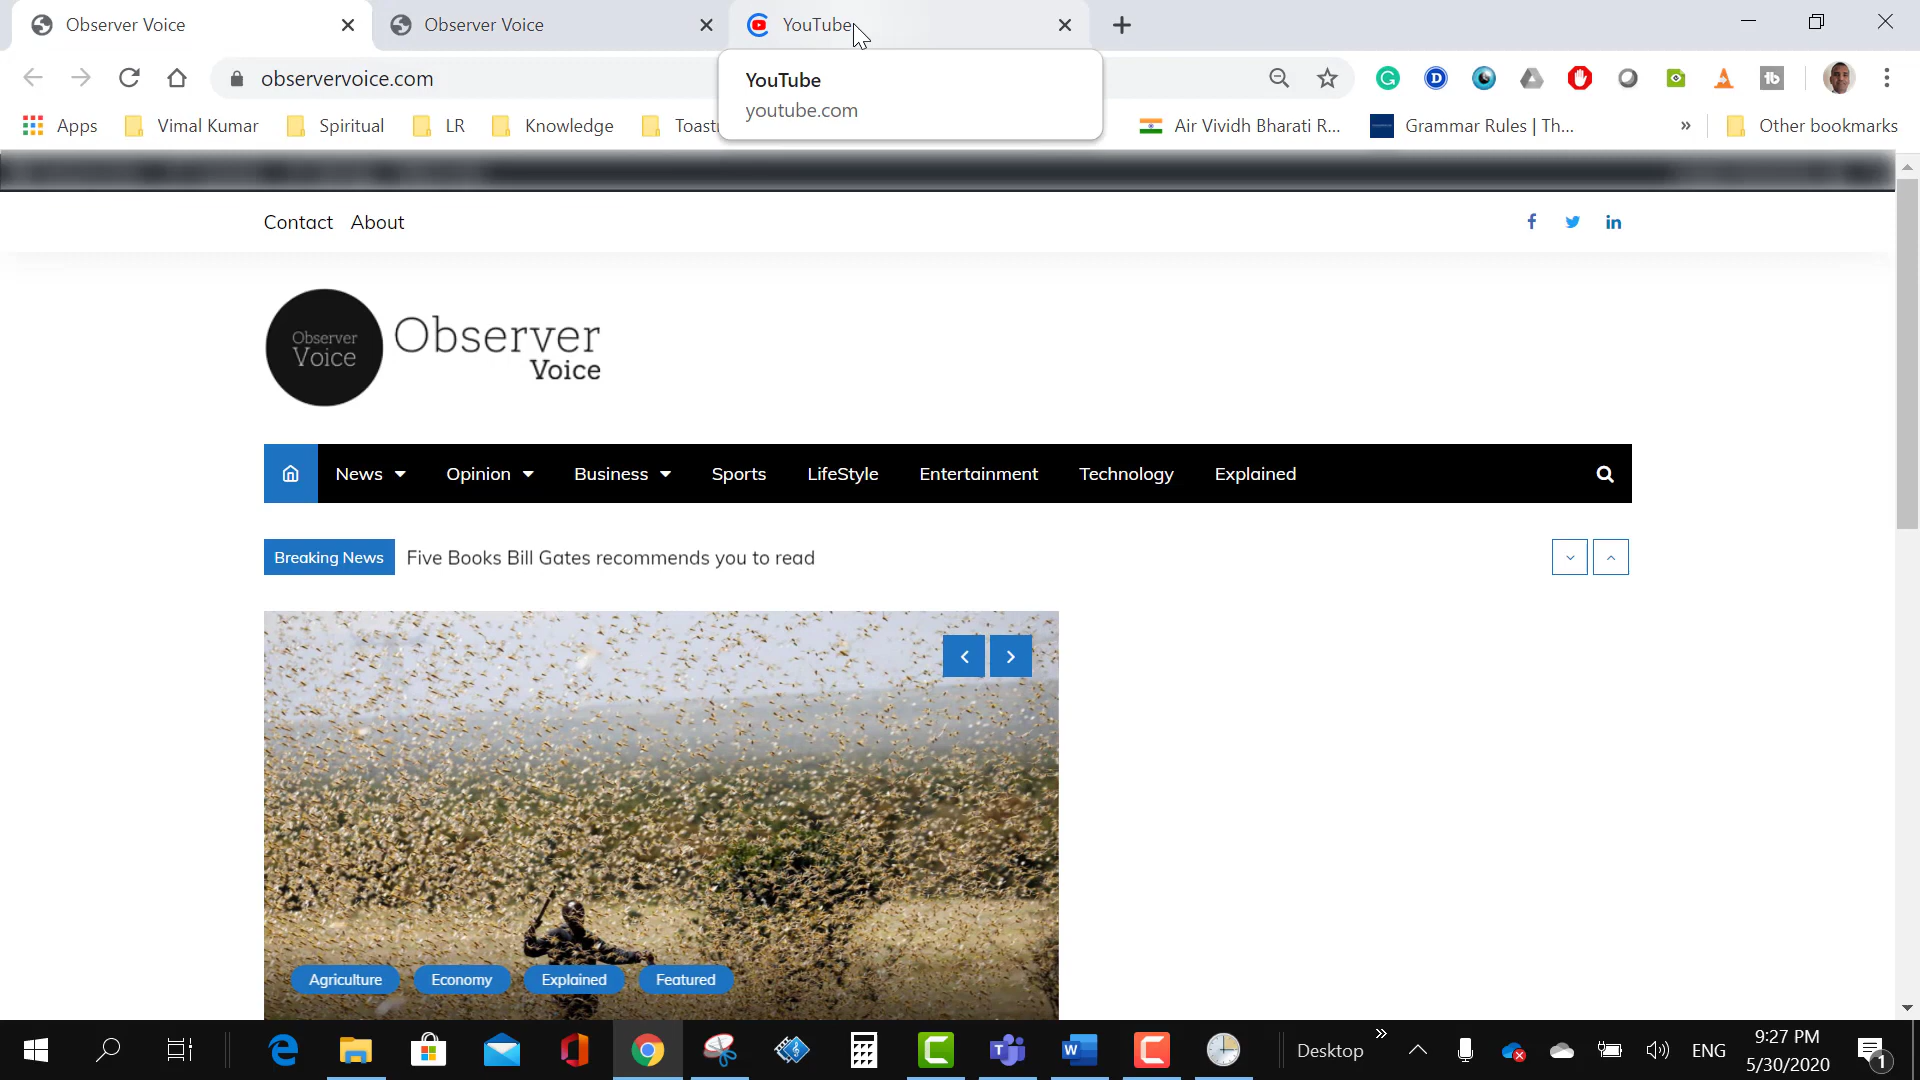 Observer Voice
Observer Voice
YouTube
observervoice.com
YouTube
youtube.com
Apps
Vimal Kumar
Spiritual
LR
Knowledge
Air Vividh Bharati R...
Grammar Rules | Th...
»
Other bookmarks
Contact About
Observer
Voice
Observer
Voice
News
Opinion
Business
Sports
LifeStyle
Entertainment
Technology
Explained
Breaking News
Five Books Bill Gates recommends you to read
Agriculture
Economy
Explained
Featured
Desktop
ENG
9:27 PM
5/30/2020
1